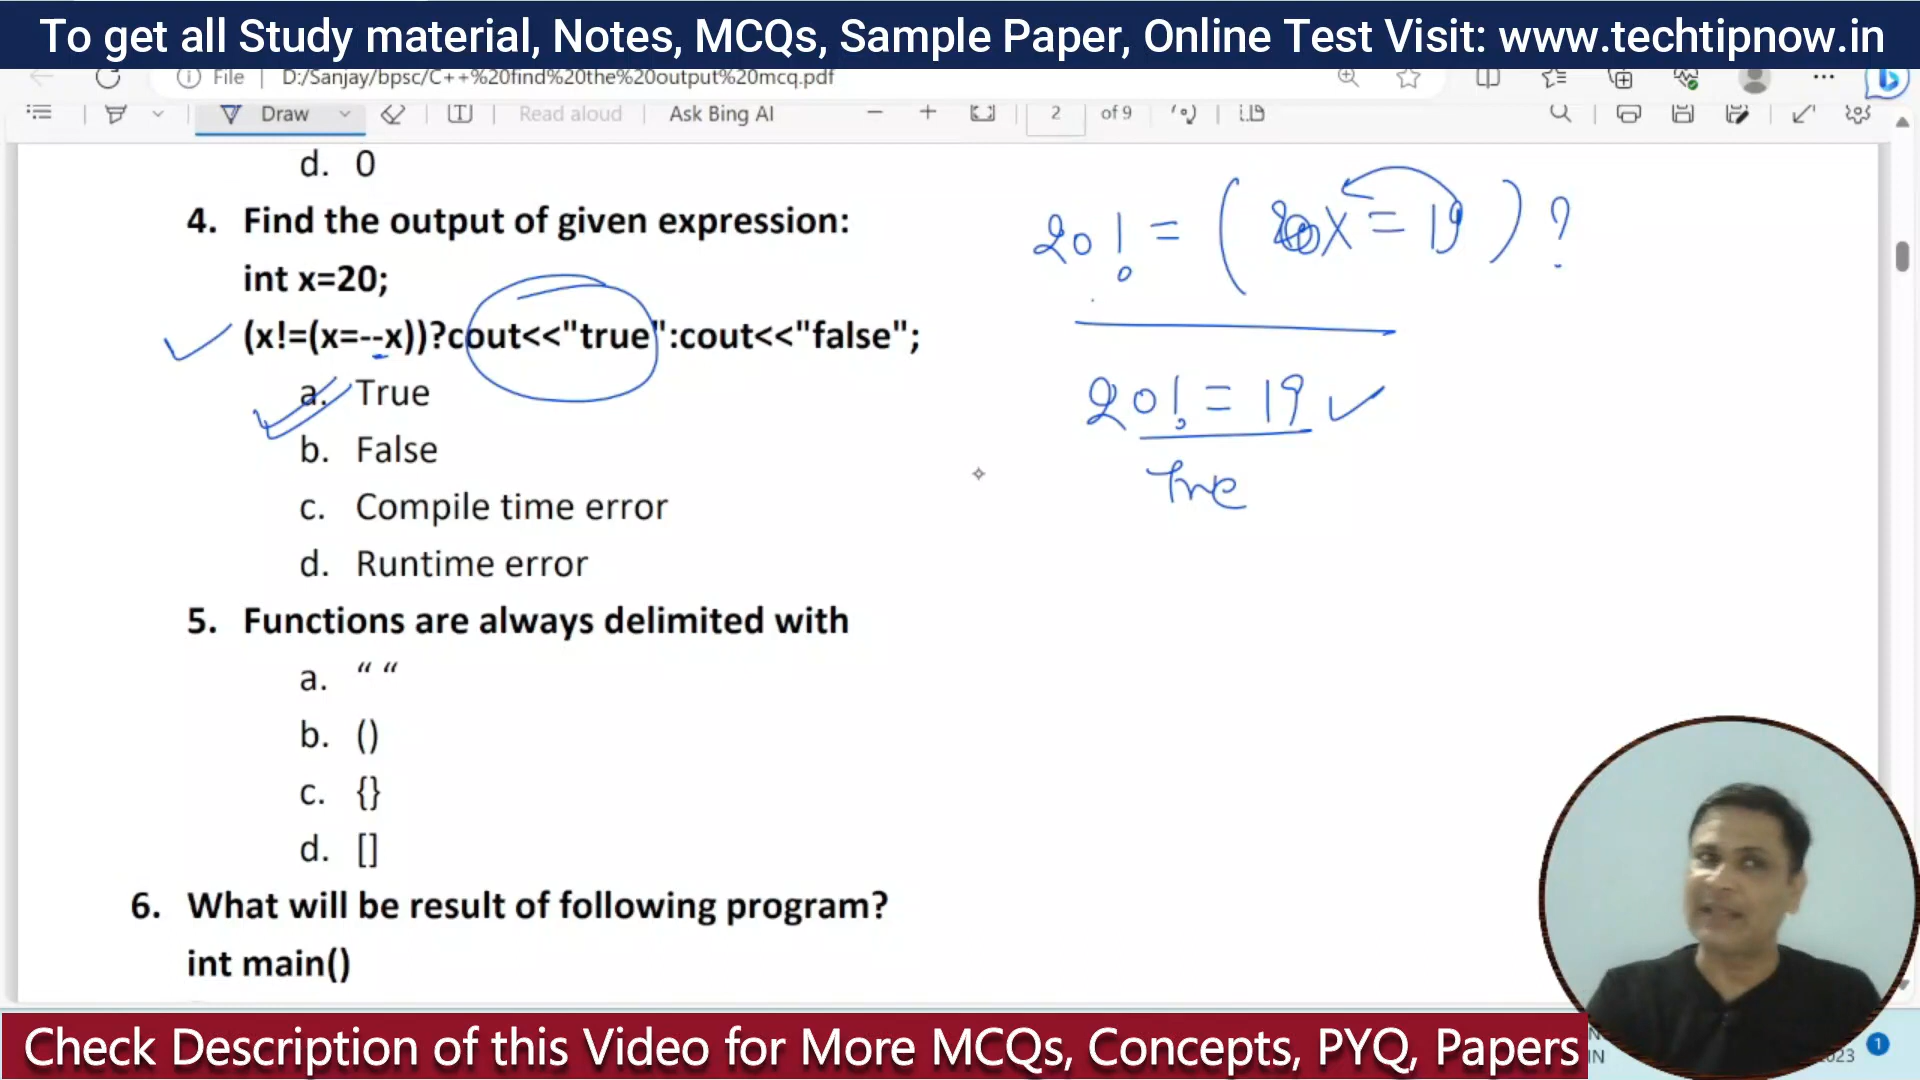 To get all Study material, Notes, MCQs, Sample Paper, Online Test Visit: www.techtipnow.in
File | D:/Sanjay/bpsc/C++%20find%20the%20output%20mcq.pdf
Draw Read aloud Ask Bing AI 2 of 9
d. 0
4. Find the output of given expression:
int x=20;
(x!=(x=--x))?cout<<"true":cout<<"false";
a. True
b. False
c. Compile time error
d. Runtime error
5. Functions are always delimited with
a. “ “
b. ()
c. {}
d. []
6. What will be result of following program?
int main()
20 != ( x = 19 ) ?
20 != 19
True
Check Description of this Video for More MCQs, Concepts, PYQ, Papers
IN
1